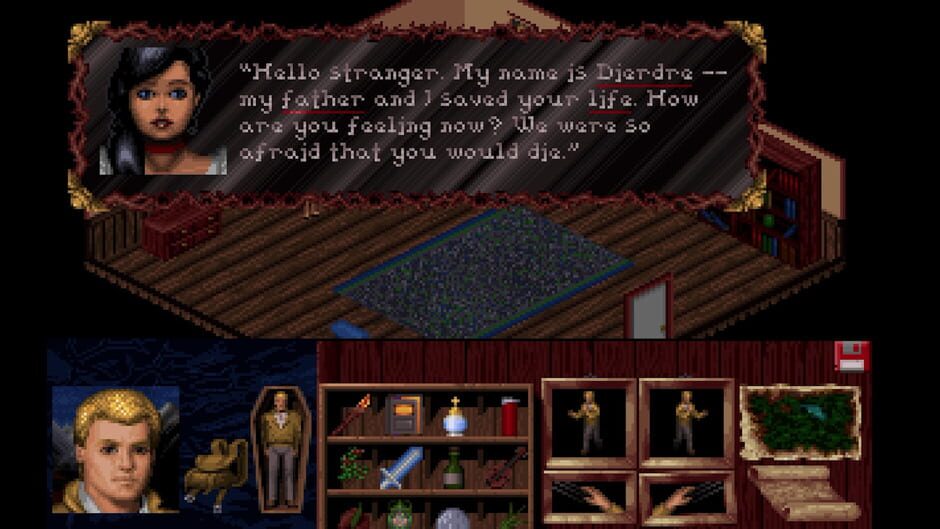 "Hello stranger. My name is Djerdre --
my father and I saved your life. How
are you feeling now? We were so
afraid that you would die."